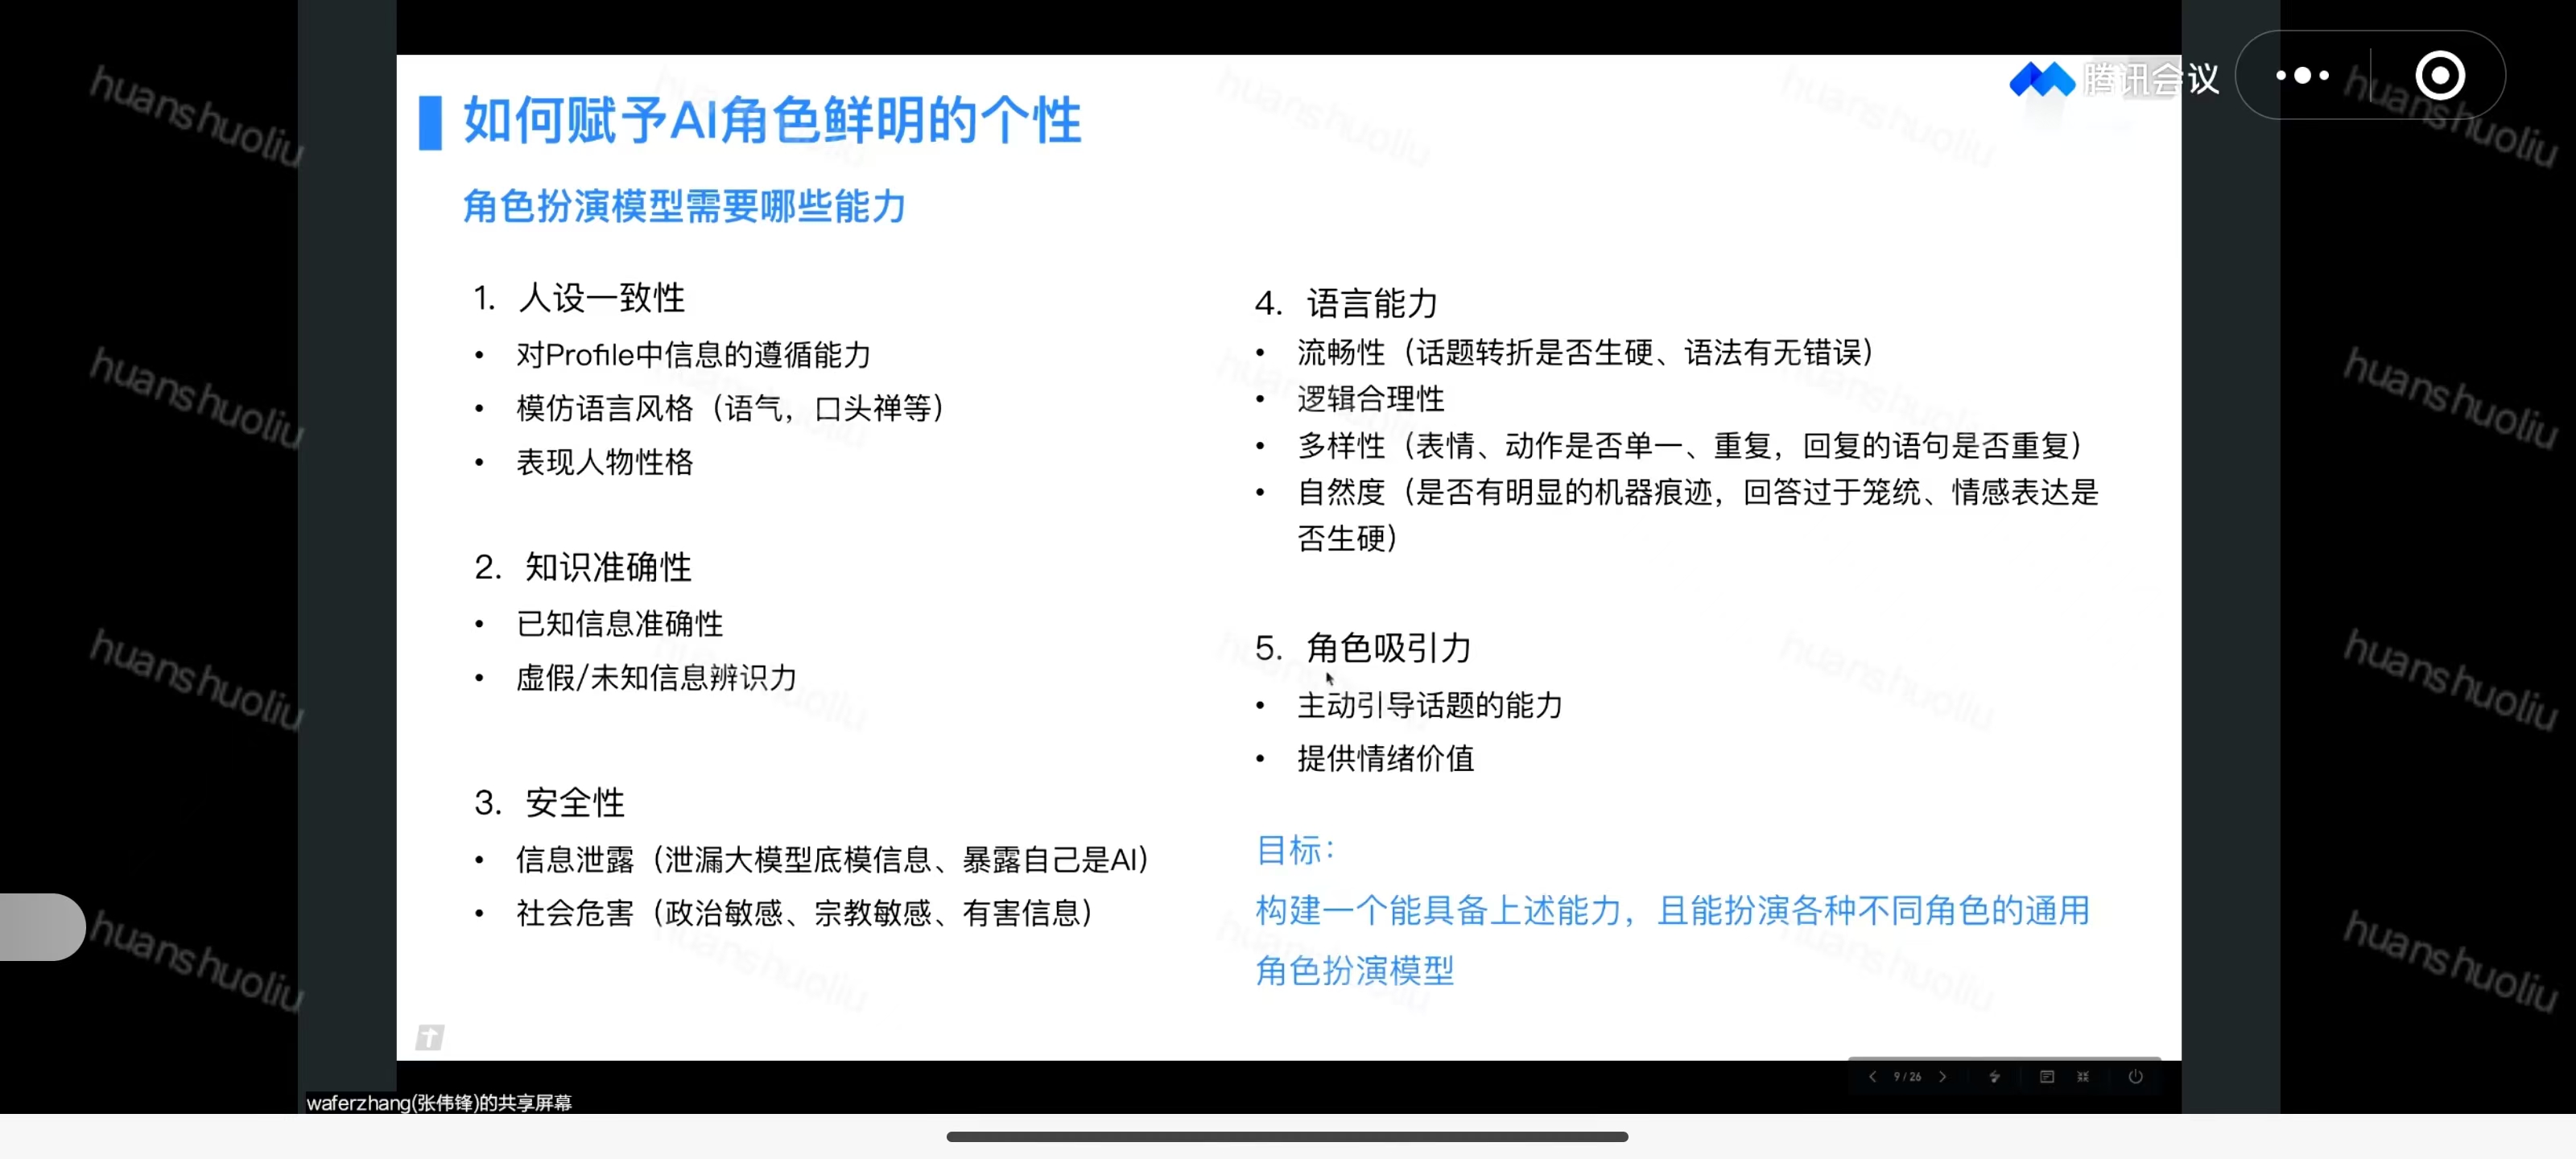 腾讯会议
如何赋予AI角色鲜明的个性
角色扮演模型需要哪些能力
1. 人设一致性
• 对Profile中信息的遵循能力
• 模仿语言风格（语气，口头禅等）
• 表现人物性格
2. 知识准确性
• 已知信息准确性
• 虚假/未知信息辨识力
3. 安全性
• 信息泄露（泄漏大模型底模信息、暴露自己是AI）
• 社会危害（政治敏感、宗教敏感、有害信息）
4. 语言能力
• 流畅性（话题转折是否生硬、语法有无错误）
• 逻辑合理性
• 多样性（表情、动作是否单一、重复，回复的语句是否重复）
• 自然度（是否有明显的机器痕迹，回答过于笼统、情感表达是
否生硬）
5. 角色吸引力
• 主动引导话题的能力
• 提供情绪价值
目标：
构建一个能具备上述能力，且能扮演各种不同角色的通用
角色扮演模型
9 / 26
waferzhang(张伟锋)的共享屏幕
huanshuoliu
huanshuoliu
huanshuoliu
huanshuoliu
huanshuoliu
huanshuoliu
huanshuoliu
huanshuoliu